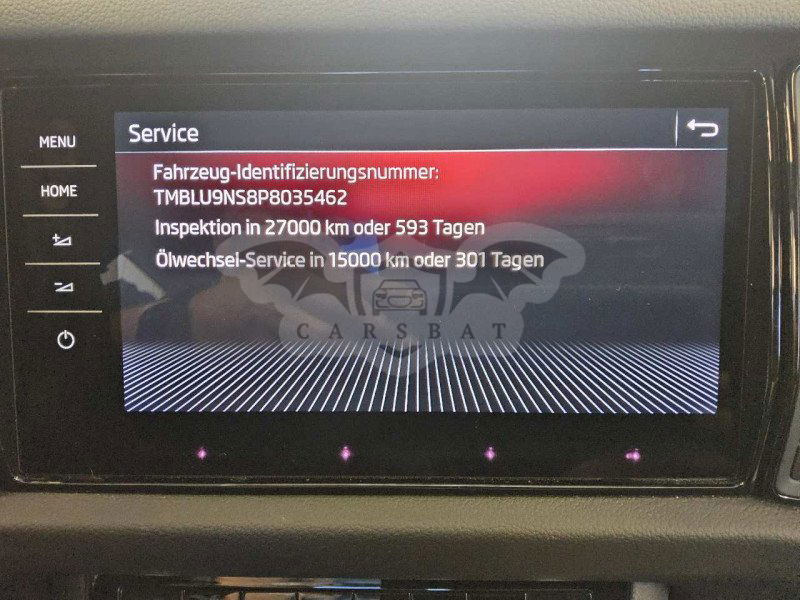 Service
MENU
HOME
Fahrzeug-Identifizierungsnummer:
TMBLU9NS8P8035462
Inspektion in 27000 km oder 593 Tagen
Ölwechsel-Service in 15000 km oder 301 Tagen
CARSBAT